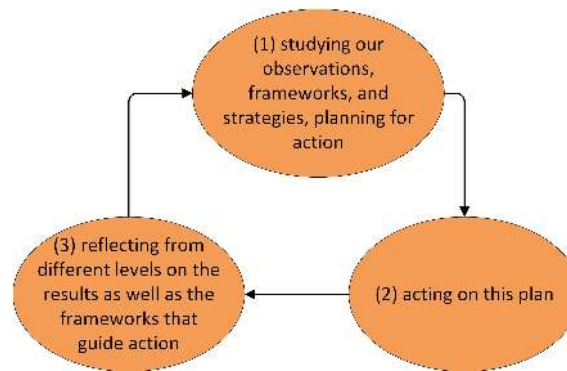 (1) studying our
observations,
frameworks, and
strategies, planning for
action
(2) acting on this plan
(3) reflecting from
different levels on the
results as well as the
frameworks that
guide action